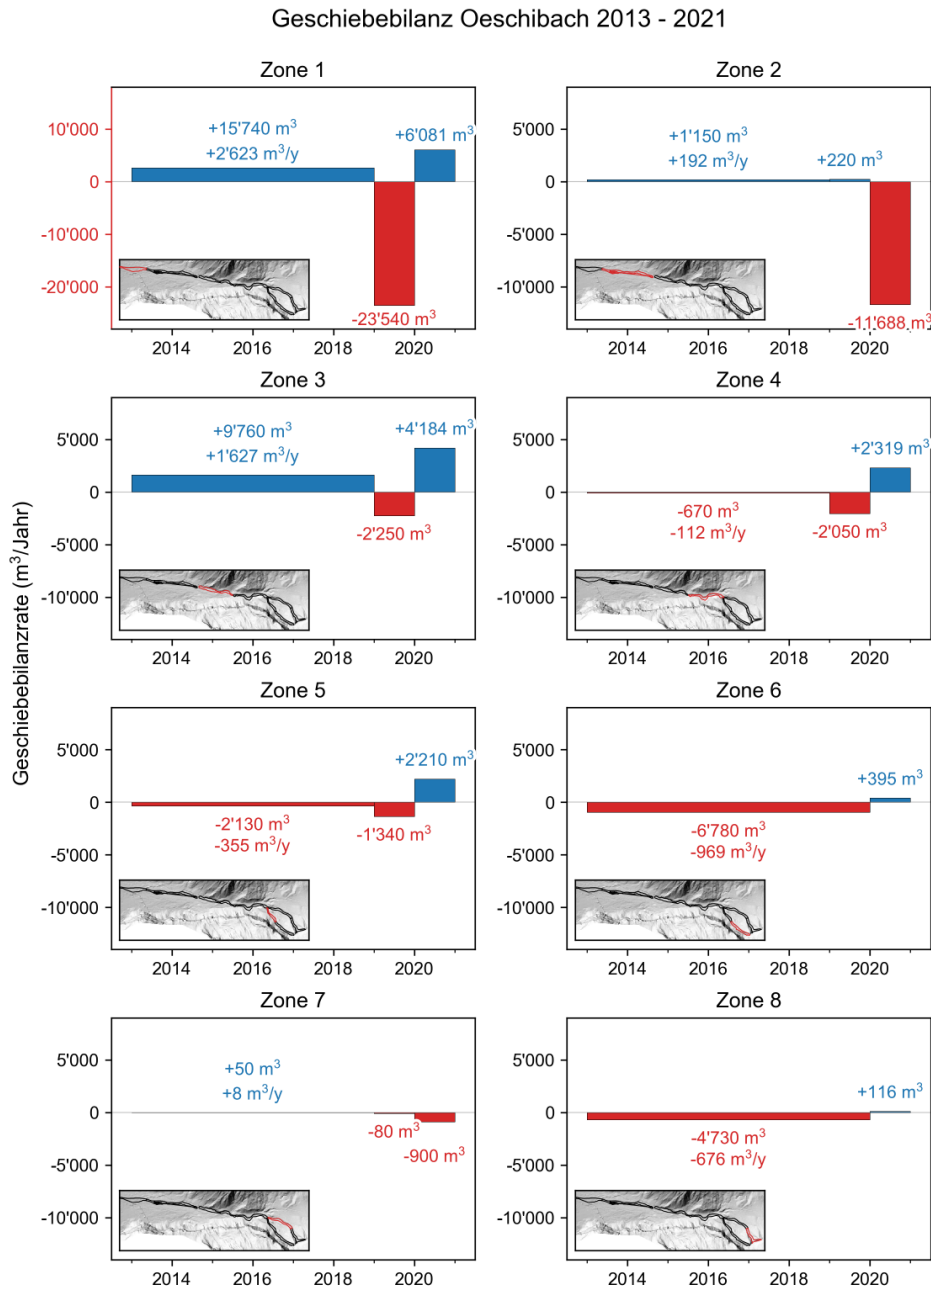 Geschiebebilanz Oeschibach 2013 - 2021
Geschiebebilanzrate (m³/Jahr)
Zone 1
10'000
0
-10'000
-20'000
+15'740 m³
+2'623 m³/y
+6'081 m³
-23'540 m³
2014 2016 2018 2020
Zone 2
5'000
0
-5'000
-10'000
+1'150 m³
+192 m³/y
+220 m³
-11'688 m³
2014 2016 2018 2020
Zone 3
5'000
0
-5'000
-10'000
+9'760 m³
+1'627 m³/y
+4'184 m³
-2'250 m³
2014 2016 2018 2020
Zone 4
5'000
0
-5'000
-10'000
+2'319 m³
-670 m³
-112 m³/y
-2'050 m³
2014 2016 2018 2020
Zone 5
5'000
0
-5'000
-10'000
+2'210 m³
-2'130 m³
-355 m³/y
-1'340 m³
2014 2016 2018 2020
Zone 6
5'000
0
-5'000
-10'000
+395 m³
-6'780 m³
-969 m³/y
2014 2016 2018 2020
Zone 7
5'000
0
-5'000
-10'000
+50 m³
+8 m³/y
-80 m³
-900 m³
2014 2016 2018 2020
Zone 8
5'000
0
-5'000
-10'000
+116 m³
-4'730 m³
-676 m³/y
2014 2016 2018 2020